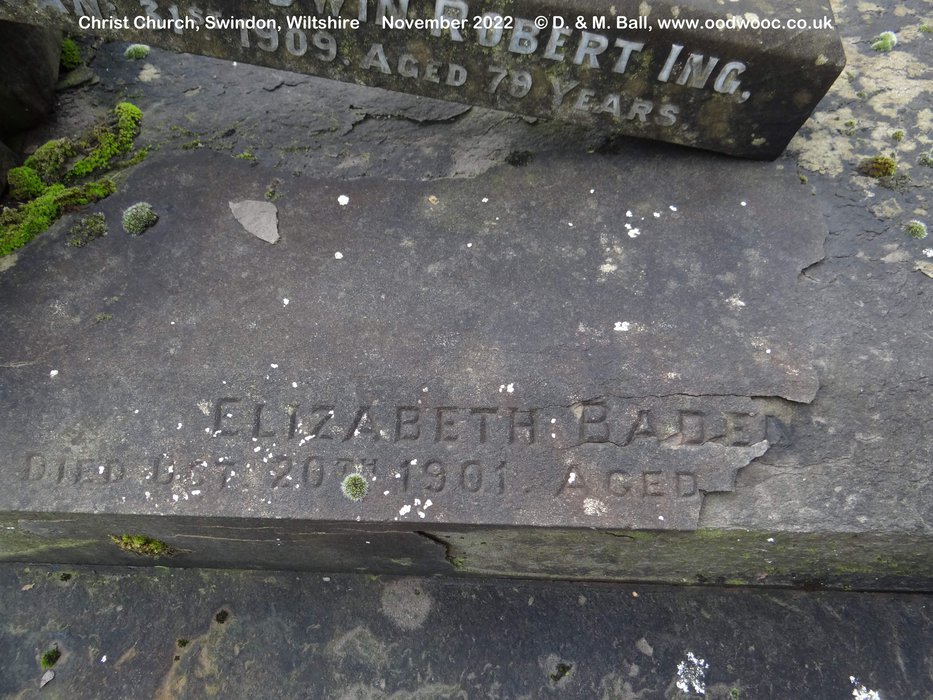 Christ Church, Swindon, Wiltshire November 2022 © D. & M. Ball, www.oodwooc.co.uk
WIN ROBERT ING,
1909. AGED 79 YEARS
ELIZABETH BADEN
DIED OCT 20TH 1901. AGED